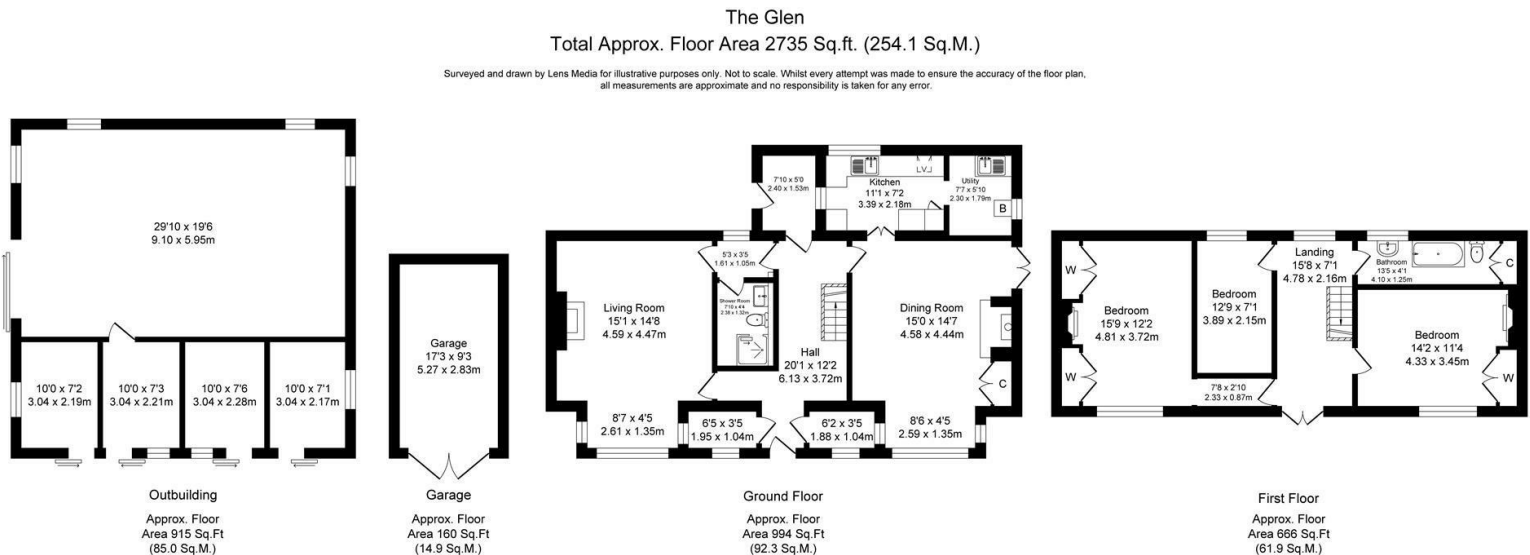 The Glen
Total Approx. Floor Area 2735 Sq.ft. (254.1 Sq.M.)
Surveyed and drawn by Lens Media for illustrative purposes only. Not to scale. Whilst every attempt was made to ensure the accuracy of the floor plan,
all measurements are approximate and no responsibility is taken for any error.
29'10 x 19'6
9.10 x 5.95m
10'0 x 7'2
3.04 x 2.19m
10'0 x 7'3
3.04 x 2.21m
10'0 x 7'6
3.04 x 2.28m
10'0 x 7'1
3.04 x 2.17m
Outbuilding
Approx. Floor
Area 915 Sq.Ft
(85.0 Sq.M.)
Garage
17'3 x 9'3
5.27 x 2.83m
Garage
Approx. Floor
Area 160 Sq.Ft
(14.9 Sq.M.)
7'10 x 5'0
2.40 x 1.53m
Kitchen
11'1 x 7'2
3.39 x 2.18m
V
Utility
7'7 x 5'10
2.30 x 1.79m
B
5'3 x 3'5
1.61 x 1.05m
Shower Room
7'10 x 4'4
2.38 x 1.32m
Living Room
15'1 x 14'8
4.59 x 4.47m
Dining Room
15'0 x 14'7
4.58 x 4.44m
Hall
20'1 x 12'2
6.13 x 3.72m
C
8'7 x 4'5
2.61 x 1.35m
6'5 x 3'5
1.95 x 1.04m
6'2 x 3'5
1.88 x 1.04m
8'6 x 4'5
2.59 x 1.35m
Ground Floor
Approx. Floor
Area 994 Sq.Ft
(92.3 Sq.M.)
W
Bedroom
15'9 x 12'2
4.81 x 3.72m
W
Bedroom
12'9 x 7'1
3.89 x 2.15m
Landing
15'8 x 7'1
4.78 x 2.16m
Bathroom
13'5 x 4'1
4.10 x 1.25m
C
Bedroom
14'2 x 11'4
4.33 x 3.45m
W
7'8 x 2'10
2.33 x 0.87m
First Floor
Approx. Floor
Area 666 Sq.Ft
(61.9 Sq.M.)